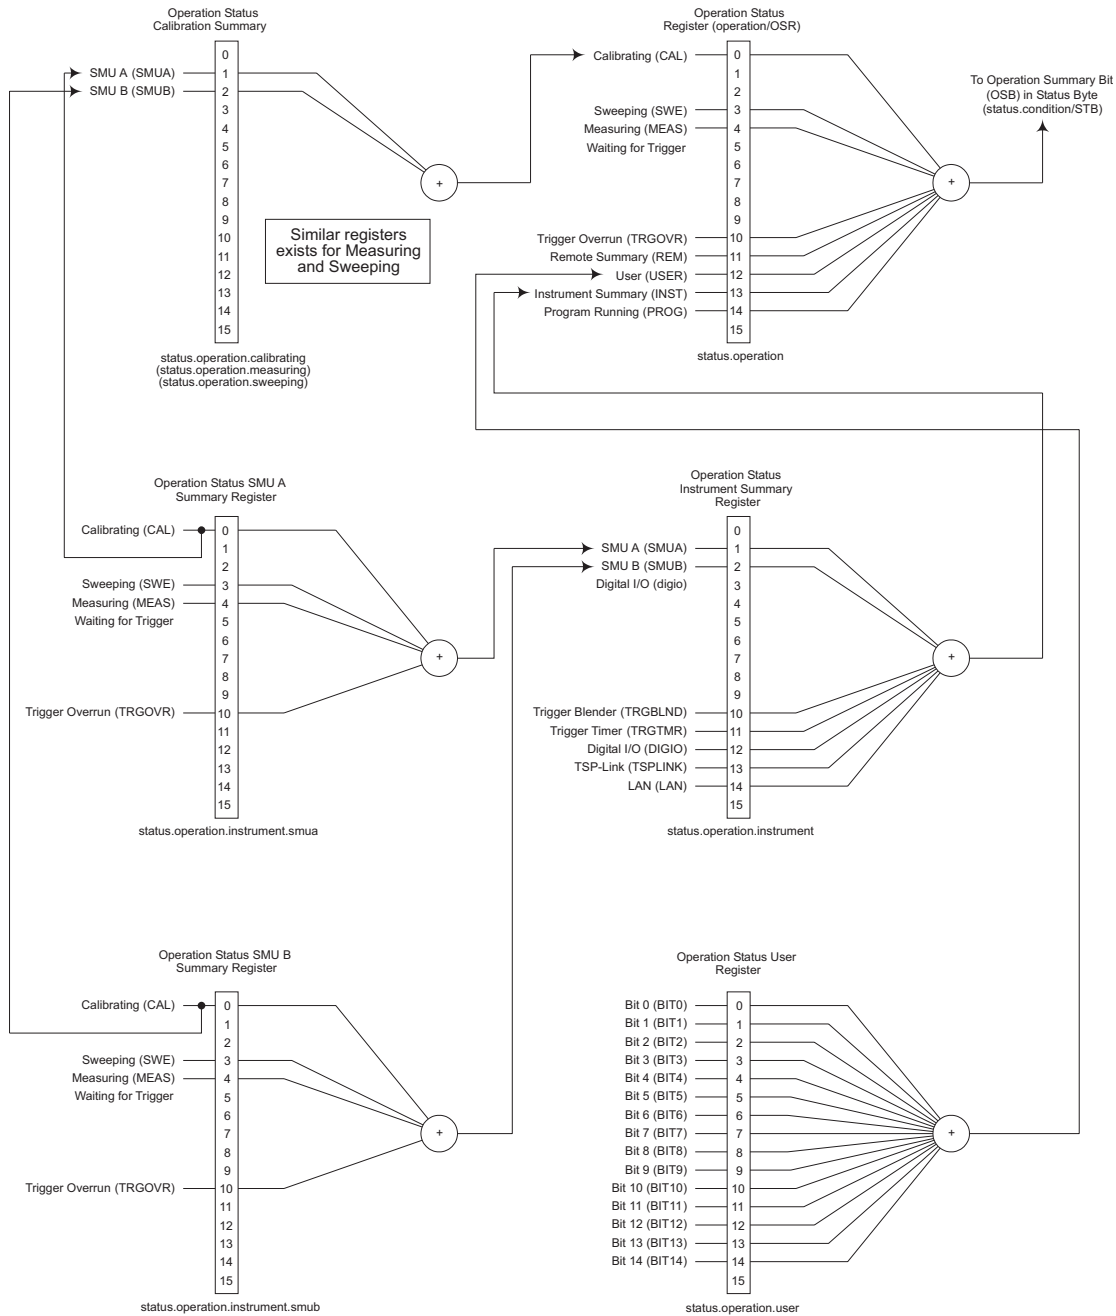 Operation Status
Calibration Summary
0
SMU A (SMUA) 1
SMU B (SMUB) 2
3
4
5
6
7
8
9
10
11
12
13
14
15
+
Similar registers
exists for Measuring
and Sweeping
status.operation.calibrating
(status.operation.measuring)
(status.operation.sweeping)
Operation Status
Register (operation/OSR)
Calibrating (CAL) 0
1
2
Sweeping (SWE) 3
Measuring (MEAS) 4
Waiting for Trigger 5
6
7
8
9
Trigger Overrun (TRGOVR) 10
Remote Summary (REM) 11
User (USER) 12
Instrument Summary (INST) 13
Program Running (PROG) 14
15
+
status.operation
To Operation Summary Bit
(OSB) in Status Byte
(status.condition/STB)
Operation Status SMU A
Summary Register
Calibrating (CAL) 0
1
2
Sweeping (SWE) 3
Measuring (MEAS) 4
Waiting for Trigger 5
6
7
8
9
Trigger Overrun (TRGOVR) 10
11
12
13
14
15
+
status.operation.instrument.smua
Operation Status
Instrument Summary
Register
0
SMU A (SMUA) 1
SMU B (SMUB) 2
Digital I/O (digio) 3
4
5
6
7
8
9
Trigger Blender (TRGBLND) 10
Trigger Timer (TRGTMR) 11
Digital I/O (DIGIO) 12
TSP-Link (TSPLINK) 13
LAN (LAN) 14
15
+
status.operation.instrument
Operation Status SMU B
Summary Register
Calibrating (CAL) 0
1
2
Sweeping (SWE) 3
Measuring (MEAS) 4
Waiting for Trigger 5
6
7
8
9
Trigger Overrun (TRGOVR) 10
11
12
13
14
15
+
status.operation.instrument.smub
Operation Status User
Register
Bit 0 (BIT0) 0
Bit 1 (BIT1) 1
Bit 2 (BIT2) 2
Bit 3 (BIT3) 3
Bit 4 (BIT4) 4
Bit 5 (BIT5) 5
Bit 6 (BIT6) 6
Bit 7 (BIT7) 7
Bit 8 (BIT8) 8
Bit 9 (BIT9) 9
Bit 10 (BIT10) 10
Bit 11 (BIT11) 11
Bit 12 (BIT12) 12
Bit 13 (BIT13) 13
Bit 14 (BIT14) 14
15
+
status.operation.user